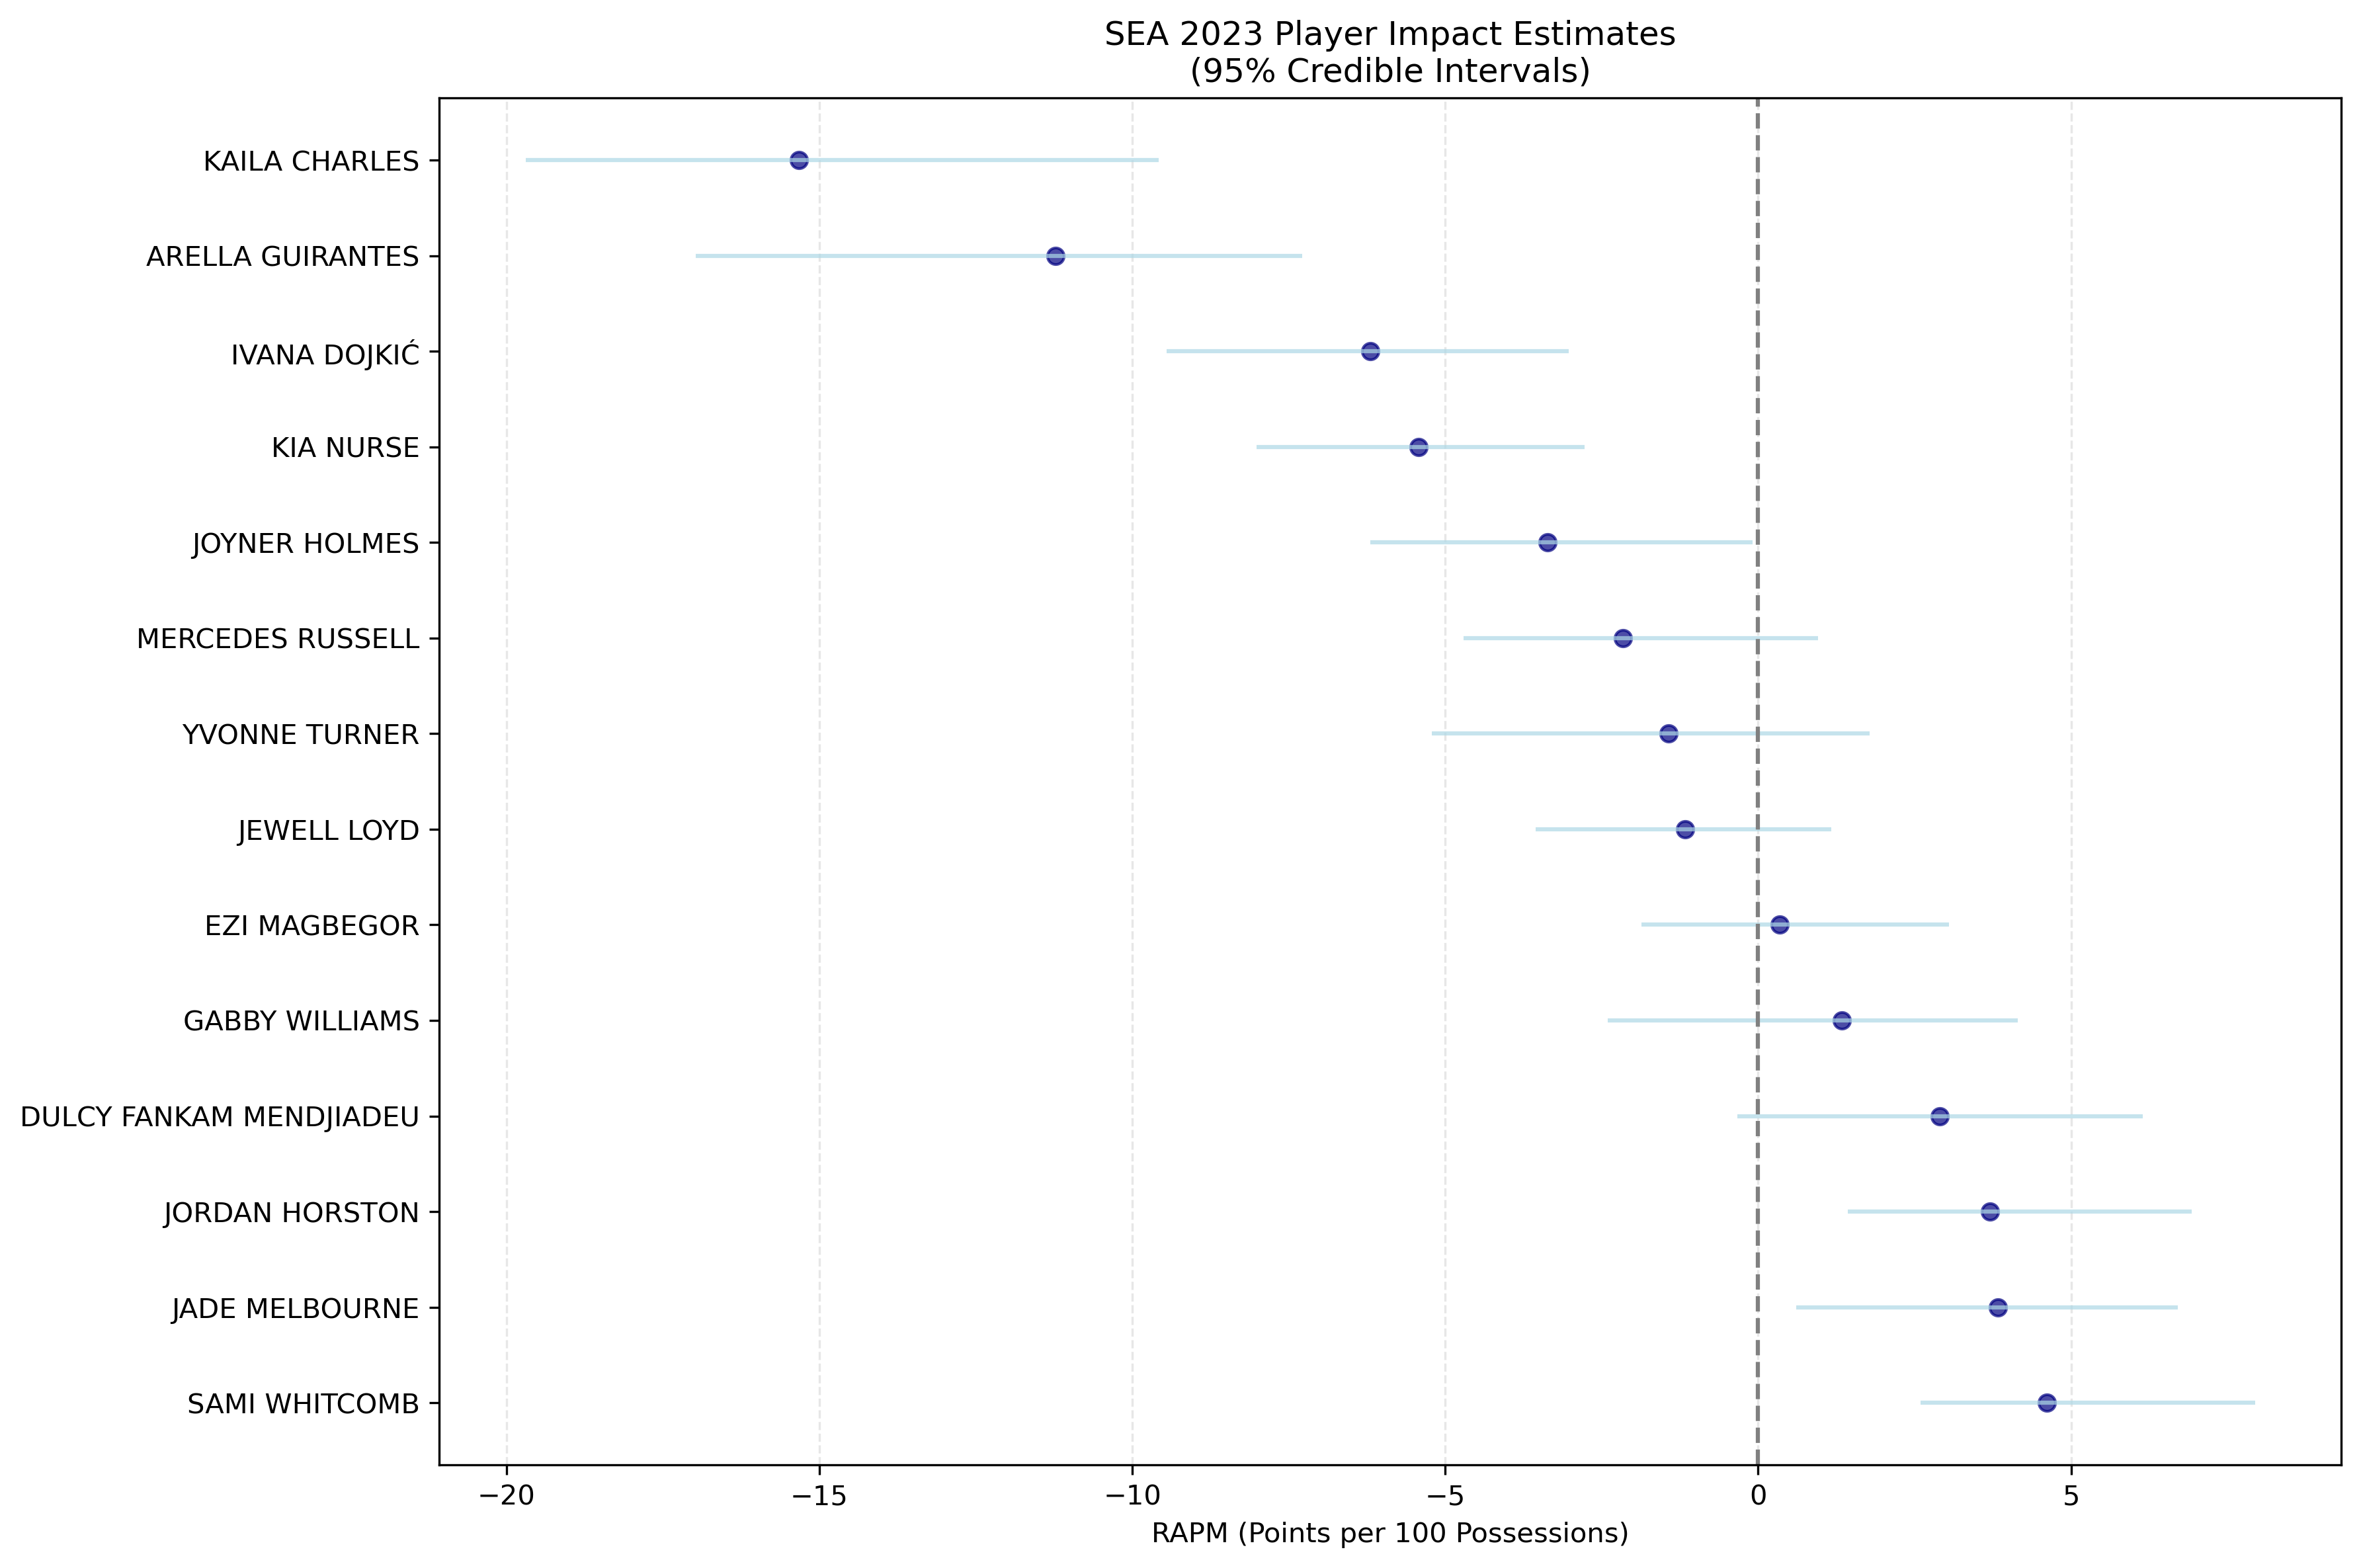 SEA 2023 Player Impact Estimates
(95% Credible Intervals)
KAILA CHARLES
ARELLA GUIRANTES
IVANA DOJKIĆ
KIA NURSE
JOYNER HOLMES
MERCEDES RUSSELL
YVONNE TURNER
JEWELL LOYD
EZI MAGBEGOR
GABBY WILLIAMS
DULCY FANKAM MENDJIADEU
JORDAN HORSTON
JADE MELBOURNE
SAMI WHITCOMB
−20 −15 −10 −5 0 5
RAPM (Points per 100 Possessions)